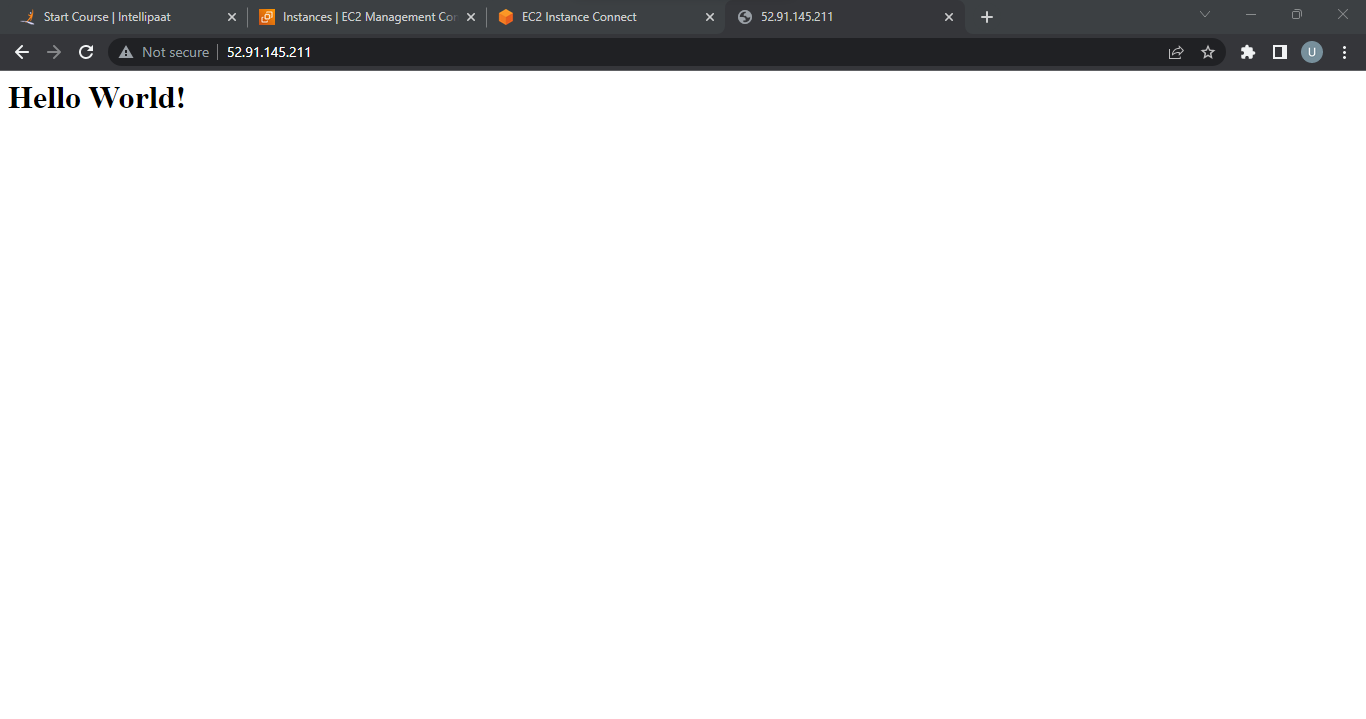 Start Course | Intellipaat
Instances | EC2 Management Cor
EC2 Instance Connect
52.91.145.211
Not secure
52.91.145.211
U
Hello World!